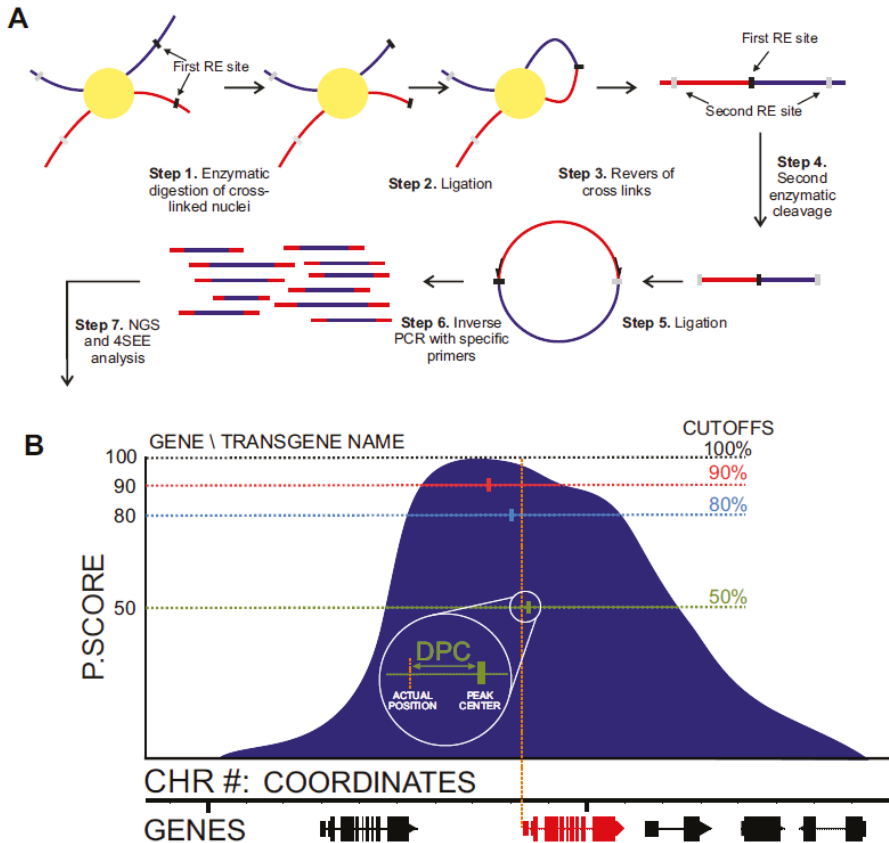 A
First RE site
First RE site
Second RE site
Step 1. Enzymatic
digestion of cross-
linked nuclei
Step 2. Ligation
Step 3. Revers of
cross links
Step 4.
Second
enzymatic
cleavage
Step 5. Ligation
Step 6. Inverse
PCR with specific
primers
Step 7. NGS
and 4SEE
analysis
B
GENE \ TRANSGENE NAME
CUTOFFS
100
100%
90
90%
80
80%
50
50%
P.SCORE
DPC
ACTUAL
POSITION
PEAK
CENTER
CHR #: COORDINATES
GENES